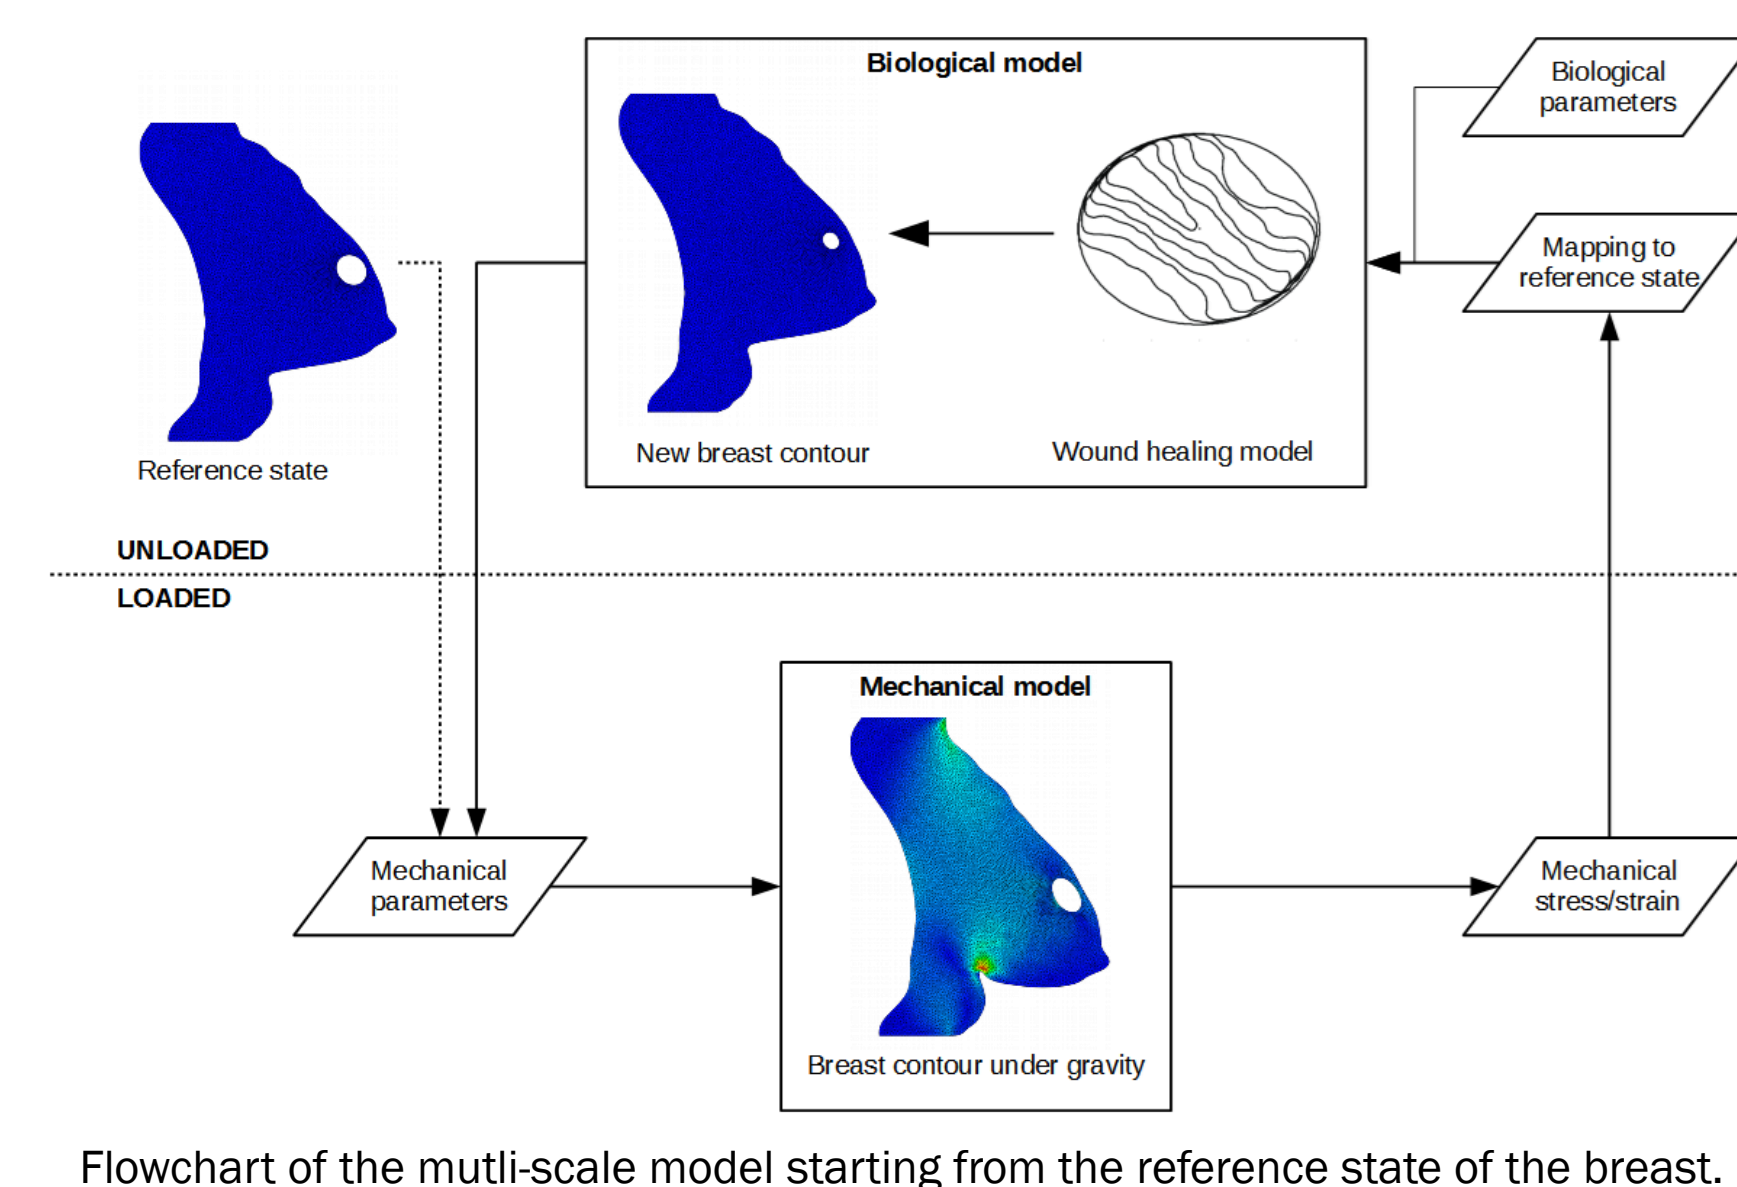 Biological model
Biological
parameters
Mapping to
reference state
Reference state
New breast contour
Wound healing model
UNLOADED
LOADED
Mechanical model
Mechanical
parameters
Mechanical
stress/strain
Breast contour under gravity
Flowchart of the mutli-scale model starting from the reference state of the breast.